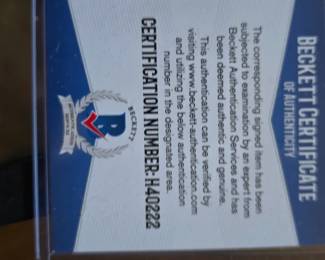 BECKETT CERTIFICATE
OF AUTHENTICITY
The corresponding signed item has been
subjected to examination by an expert from
Beckett Authentication Services and has
been deemed authentic and genuine.
This authentication can be verified by
visiting www.beckett-authentication.com
and utilizing the below authentication
number in the designated area.
CERTIFICATION NUMBER: H40222
BECKETT
B